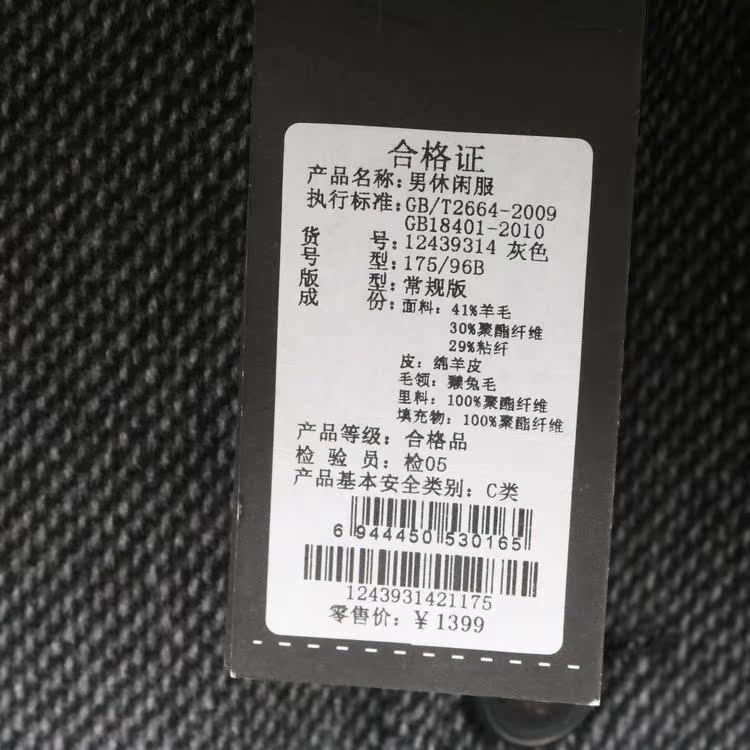 合格证
产品名称:男休闲服
执行标准:GB/T2664-2009
GB18401-2010
货 号:12439314 灰色
号 型:175/96B
版 型:常规版
成 份:面料: 41%羊毛
30%聚酯纤维
29%粘纤
皮: 绵羊皮
毛领: 獭兔毛
里料: 100%聚酯纤维
填充物: 100%聚酯纤维
产品等级: 合格品
检 验 员: 检05
产品基本安全类别: C类
6 944450 530165
1243931421175
零售价: ¥1399